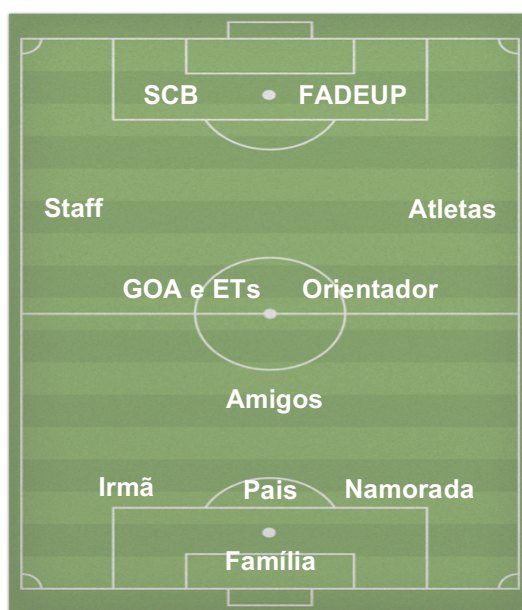 SCB FADEUP
Staff Atletas
GOA e ETs Orientador
Amigos
Irmã Pais Namorada
Família